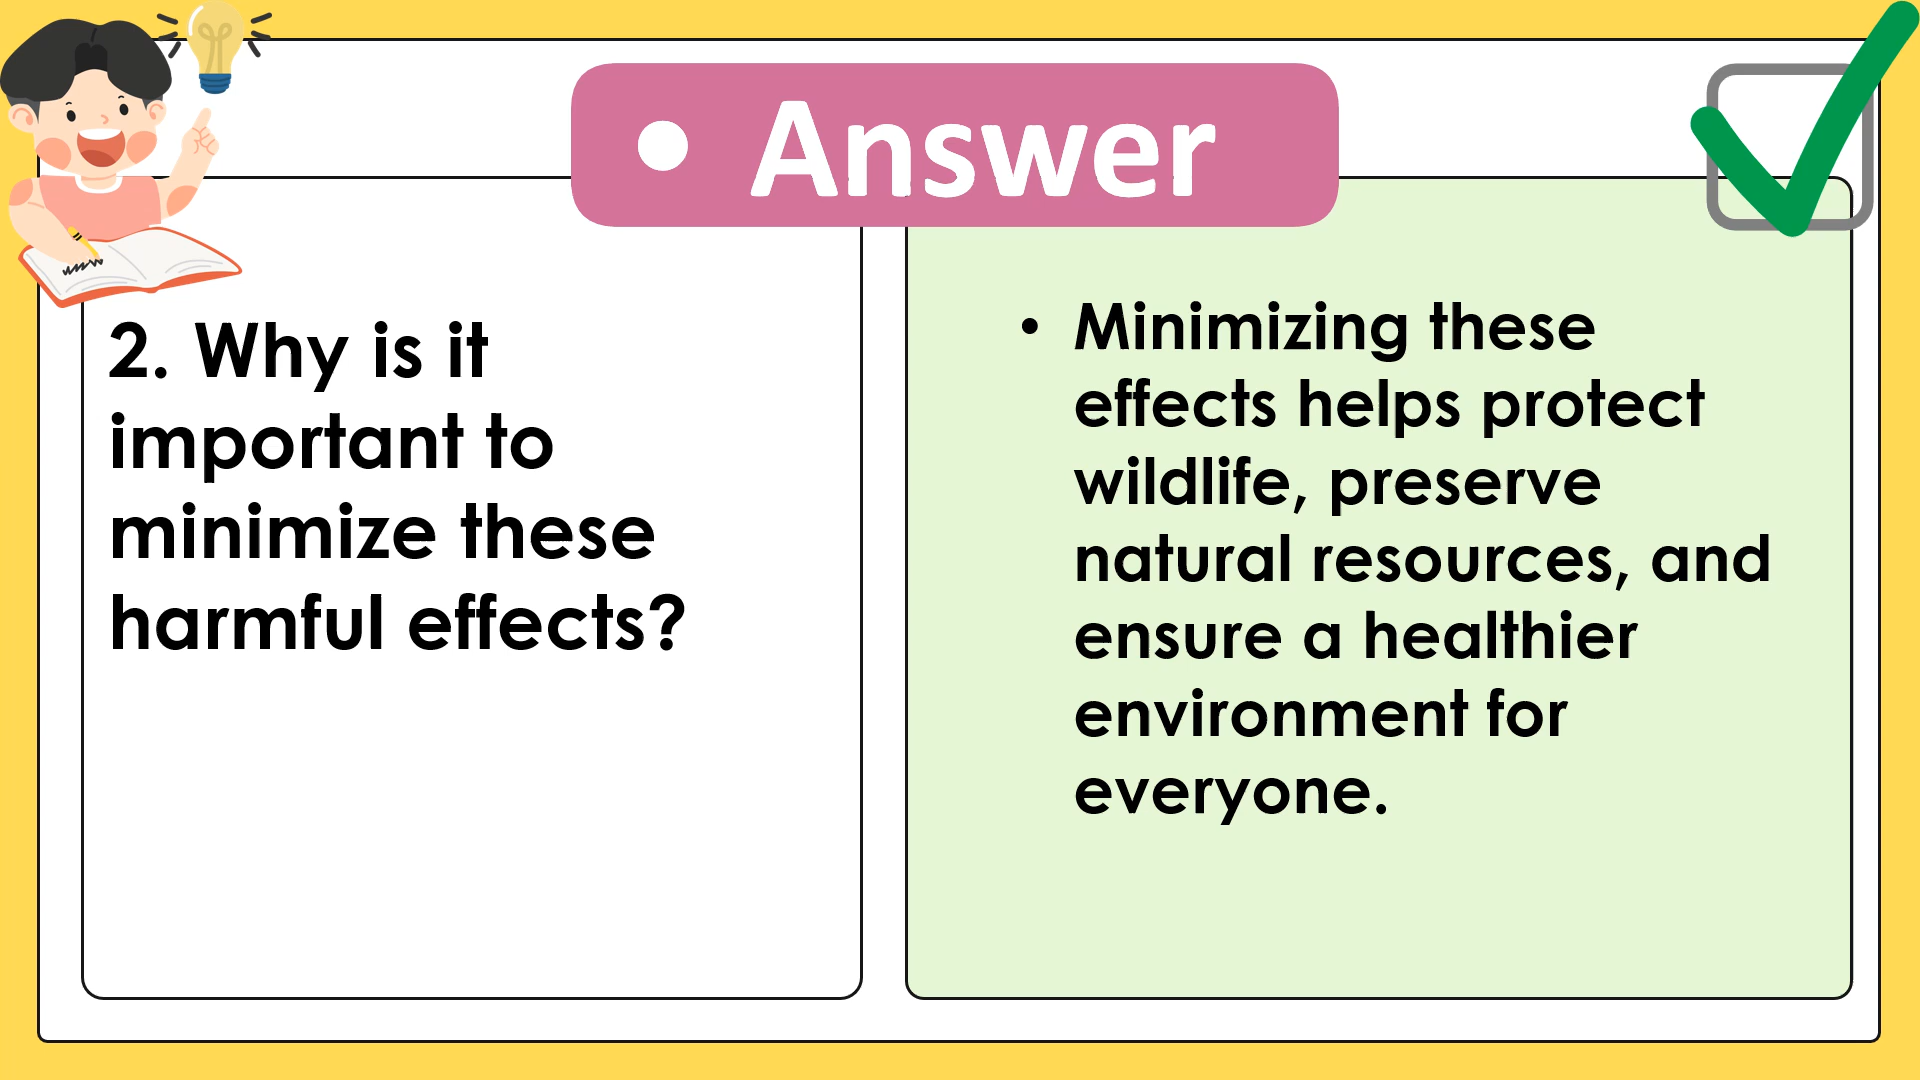 • Answer
2. Why is it
important to
minimize these
harmful effects?
• Minimizing these
effects helps protect
wildlife, preserve
natural resources, and
ensure a healthier
environment for
everyone.